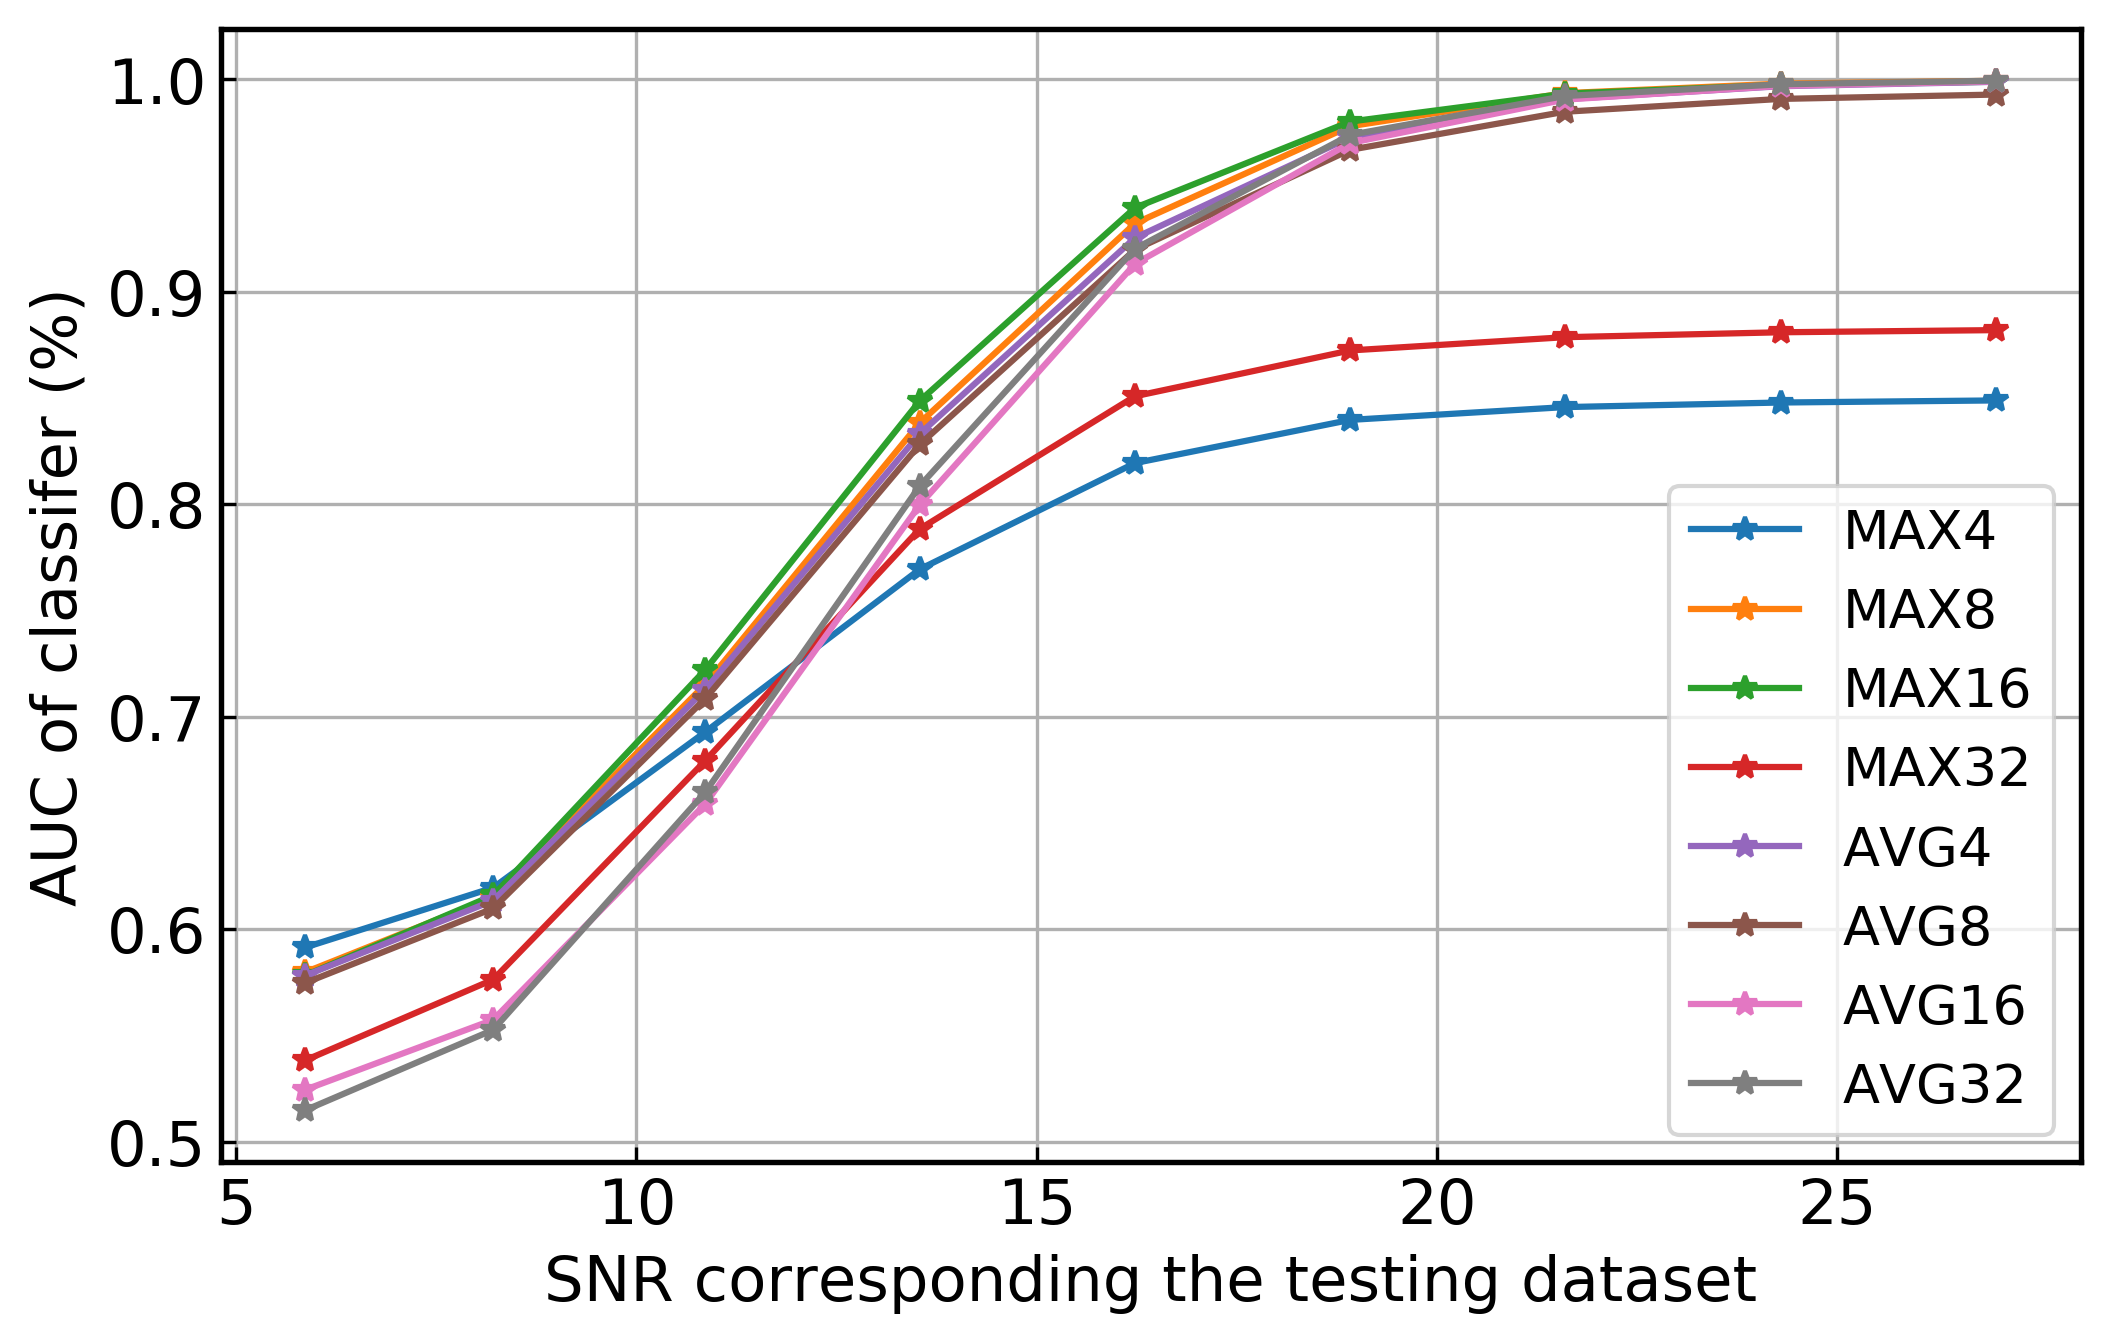 1.0
0.9
0.8
0.7
0.6
0.5
AUC of classifer (%)
5 10 15 20 25
SNR corresponding the testing dataset
MAX4
MAX8
MAX16
MAX32
AVG4
AVG8
AVG16
AVG32